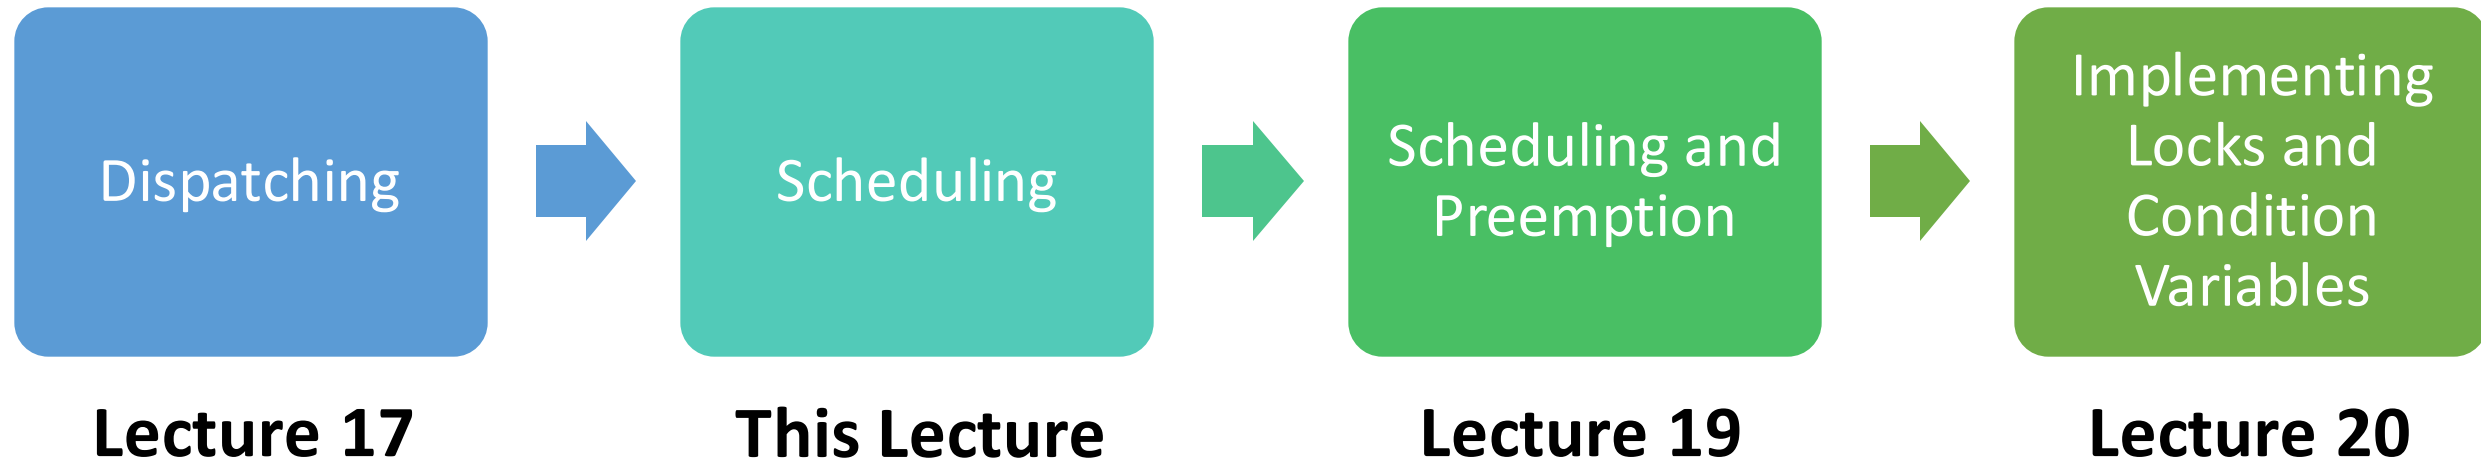 Dispatching
Scheduling
Scheduling and
Preemption
Implementing
Locks and
Condition
Variables
Lecture 17
This Lecture
Lecture 19
Lecture 20